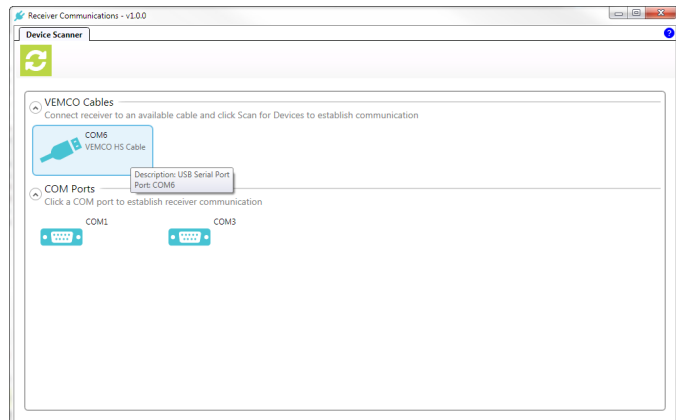 Receiver Communications - v1.0.0
Device Scanner
?
VEMCO Cables
Connect receiver to an available cable and click Scan for Devices to establish communication
COM6
VEMCO HS Cable
Description: USB Serial Port
Port: COM6
COM Ports
Click a COM port to establish receiver communication
COM1 COM3